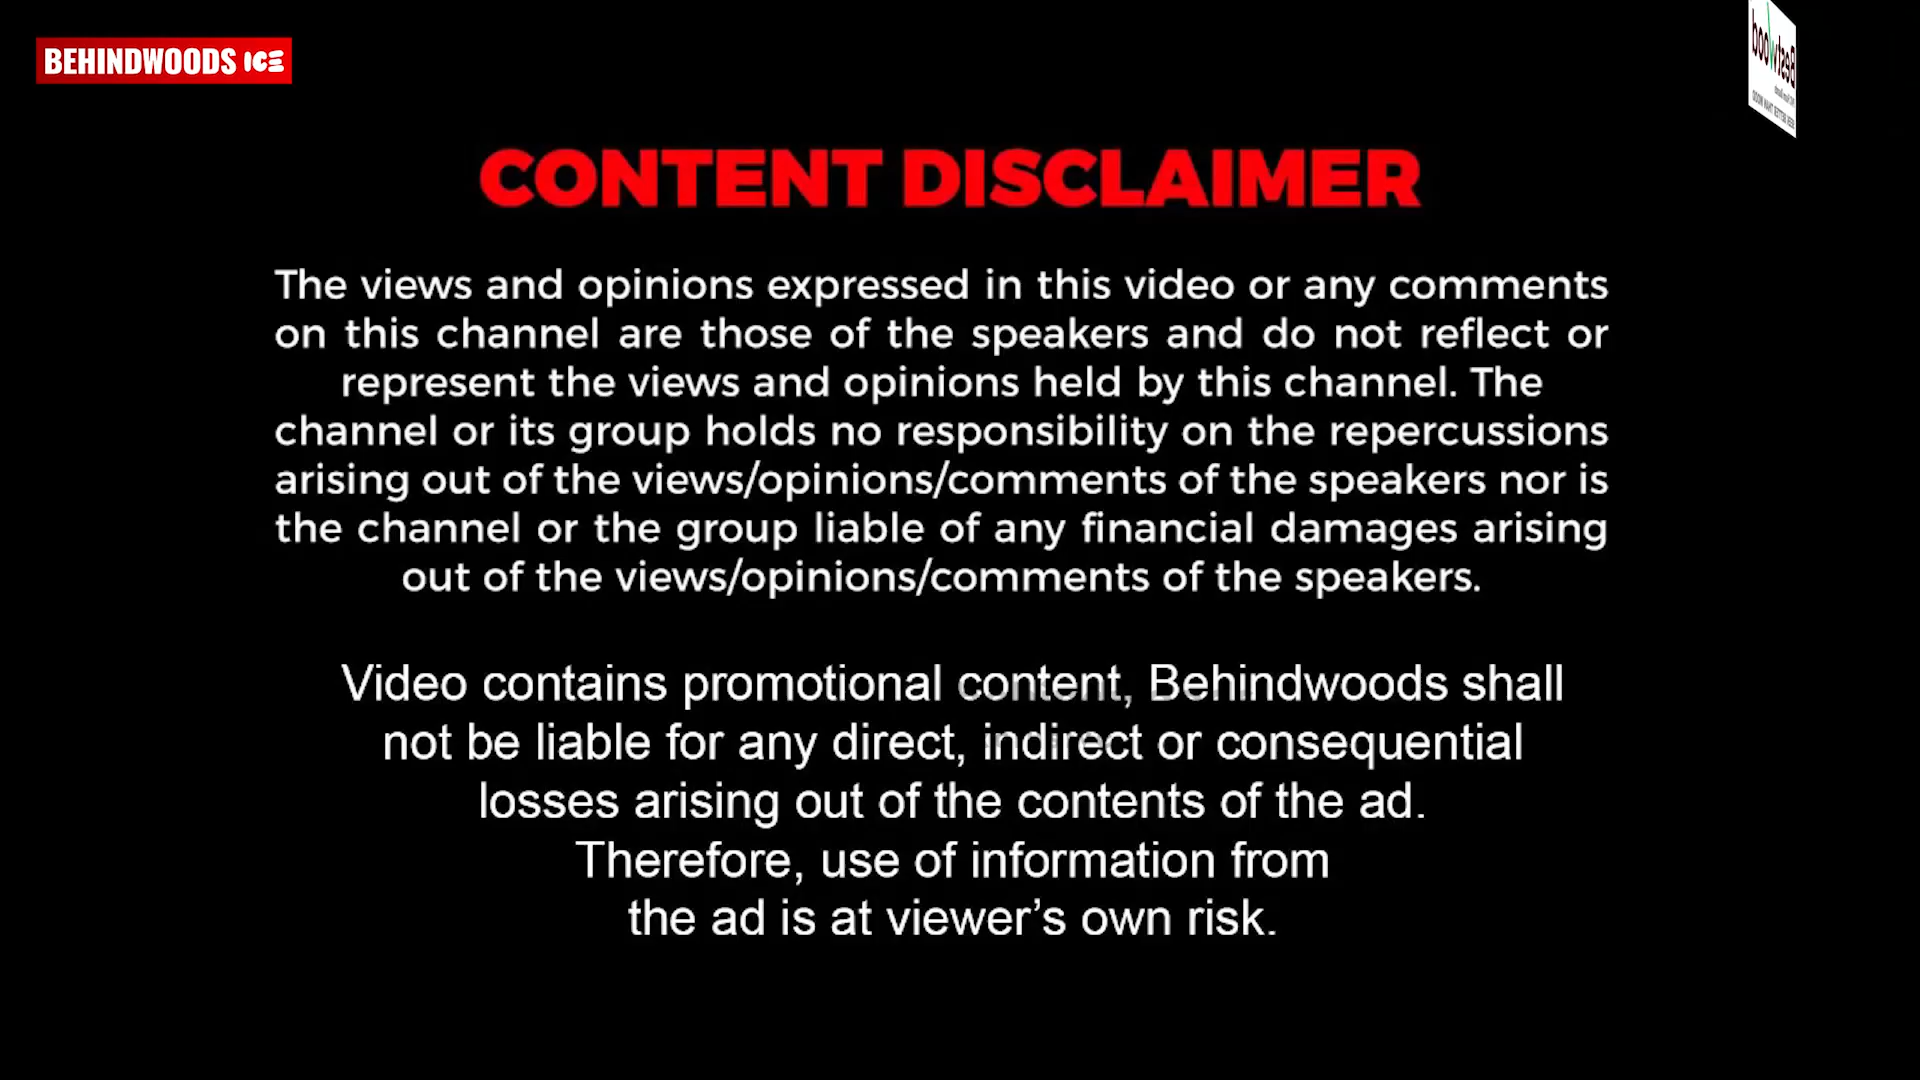 BEHINDWOODS ICE
Bestwood
CONTENT DISCLAIMER
The views and opinions expressed in this video or any comments
on this channel are those of the speakers and do not reflect or
represent the views and opinions held by this channel. The
channel or its group holds no responsibility on the repercussions
arising out of the views/opinions/comments of the speakers nor is
the channel or the group liable of any financial damages arising
out of the views/opinions/comments of the speakers.
Video contains promotional content, Behindwoods shall
not be liable for any direct, indirect or consequential
losses arising out of the contents of the ad.
Therefore, use of information from
the ad is at viewer’s own risk.